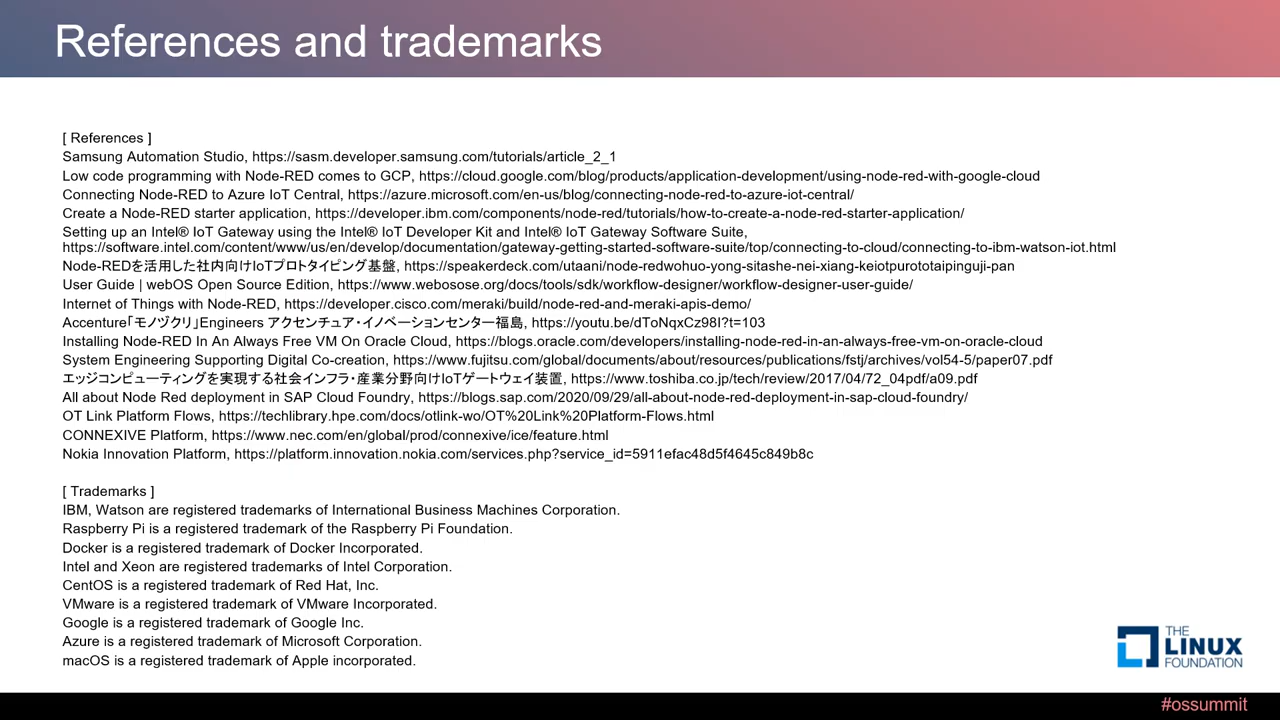 References and trademarks
[ References ]
Samsung Automation Studio, https://sasm.developer.samsung.com/tutorials/article_2_1
Low code programming with Node-RED comes to GCP, https://cloud.google.com/blog/products/application-development/using-node-red-with-google-cloud
Connecting Node-RED to Azure IoT Central, https://azure.microsoft.com/en-us/blog/connecting-node-red-to-azure-iot-central/
Create a Node-RED starter application, https://developer.ibm.com/components/node-red/tutorials/how-to-create-a-node-red-starter-application/
Setting up an Intel® IoT Gateway using the Intel® IoT Developer Kit and Intel® IoT Gateway Software Suite,
https://software.intel.com/content/www/us/en/develop/documentation/gateway-getting-started-software-suite/top/connecting-to-cloud/connecting-to-ibm-watson-iot.html
Node-REDを活用した社内向けIoTプロトタイピング基盤, https://speakerdeck.com/utaani/node-redwohuo-yong-sitashe-nei-xiang-keiotpurototaipinguji-pan
User Guide | webOS Open Source Edition, https://www.webosose.org/docs/tools/sdk/workflow-designer/workflow-designer-user-guide/
Internet of Things with Node-RED, https://developer.cisco.com/meraki/build/node-red-and-meraki-apis-demo/
Accenture「モノヅクリ」Engineers アクセンチュア・イノベーションセンター福島, https://youtu.be/dToNqxCz98I?t=103
Installing Node-RED In An Always Free VM On Oracle Cloud, https://blogs.oracle.com/developers/installing-node-red-in-an-always-free-vm-on-oracle-cloud
System Engineering Supporting Digital Co-creation, https://www.fujitsu.com/global/documents/about/resources/publications/fstj/archives/vol54-5/paper07.pdf
エッジコンピューティングを実現する社会インフラ・産業分野向けIoTゲートウェイ装置, https://www.toshiba.co.jp/tech/review/2017/04/72_04pdf/a09.pdf
All about Node Red deployment in SAP Cloud Foundry, https://blogs.sap.com/2020/09/29/all-about-node-red-deployment-in-sap-cloud-foundry/
OT Link Platform Flows, https://techlibrary.hpe.com/docs/otlink-wo/OT%20Link%20Platform-Flows.html
CONNEXIVE Platform, https://www.nec.com/en/global/prod/connexive/ice/feature.html
Nokia Innovation Platform, https://platform.innovation.nokia.com/services.php?service_id=5911efac48d5f4645c849b8c
[ Trademarks ]
IBM, Watson are registered trademarks of International Business Machines Corporation.
Raspberry Pi is a registered trademark of the Raspberry Pi Foundation.
Docker is a registered trademark of Docker Incorporated.
Intel and Xeon are registered trademarks of Intel Corporation.
CentOS is a registered trademark of Red Hat, Inc.
VMware is a registered trademark of VMware Incorporated.
Google is a registered trademark of Google Inc.
Azure is a registered trademark of Microsoft Corporation.
macOS is a registered trademark of Apple incorporated.
THE
LINUX
FOUNDATION
#ossummit